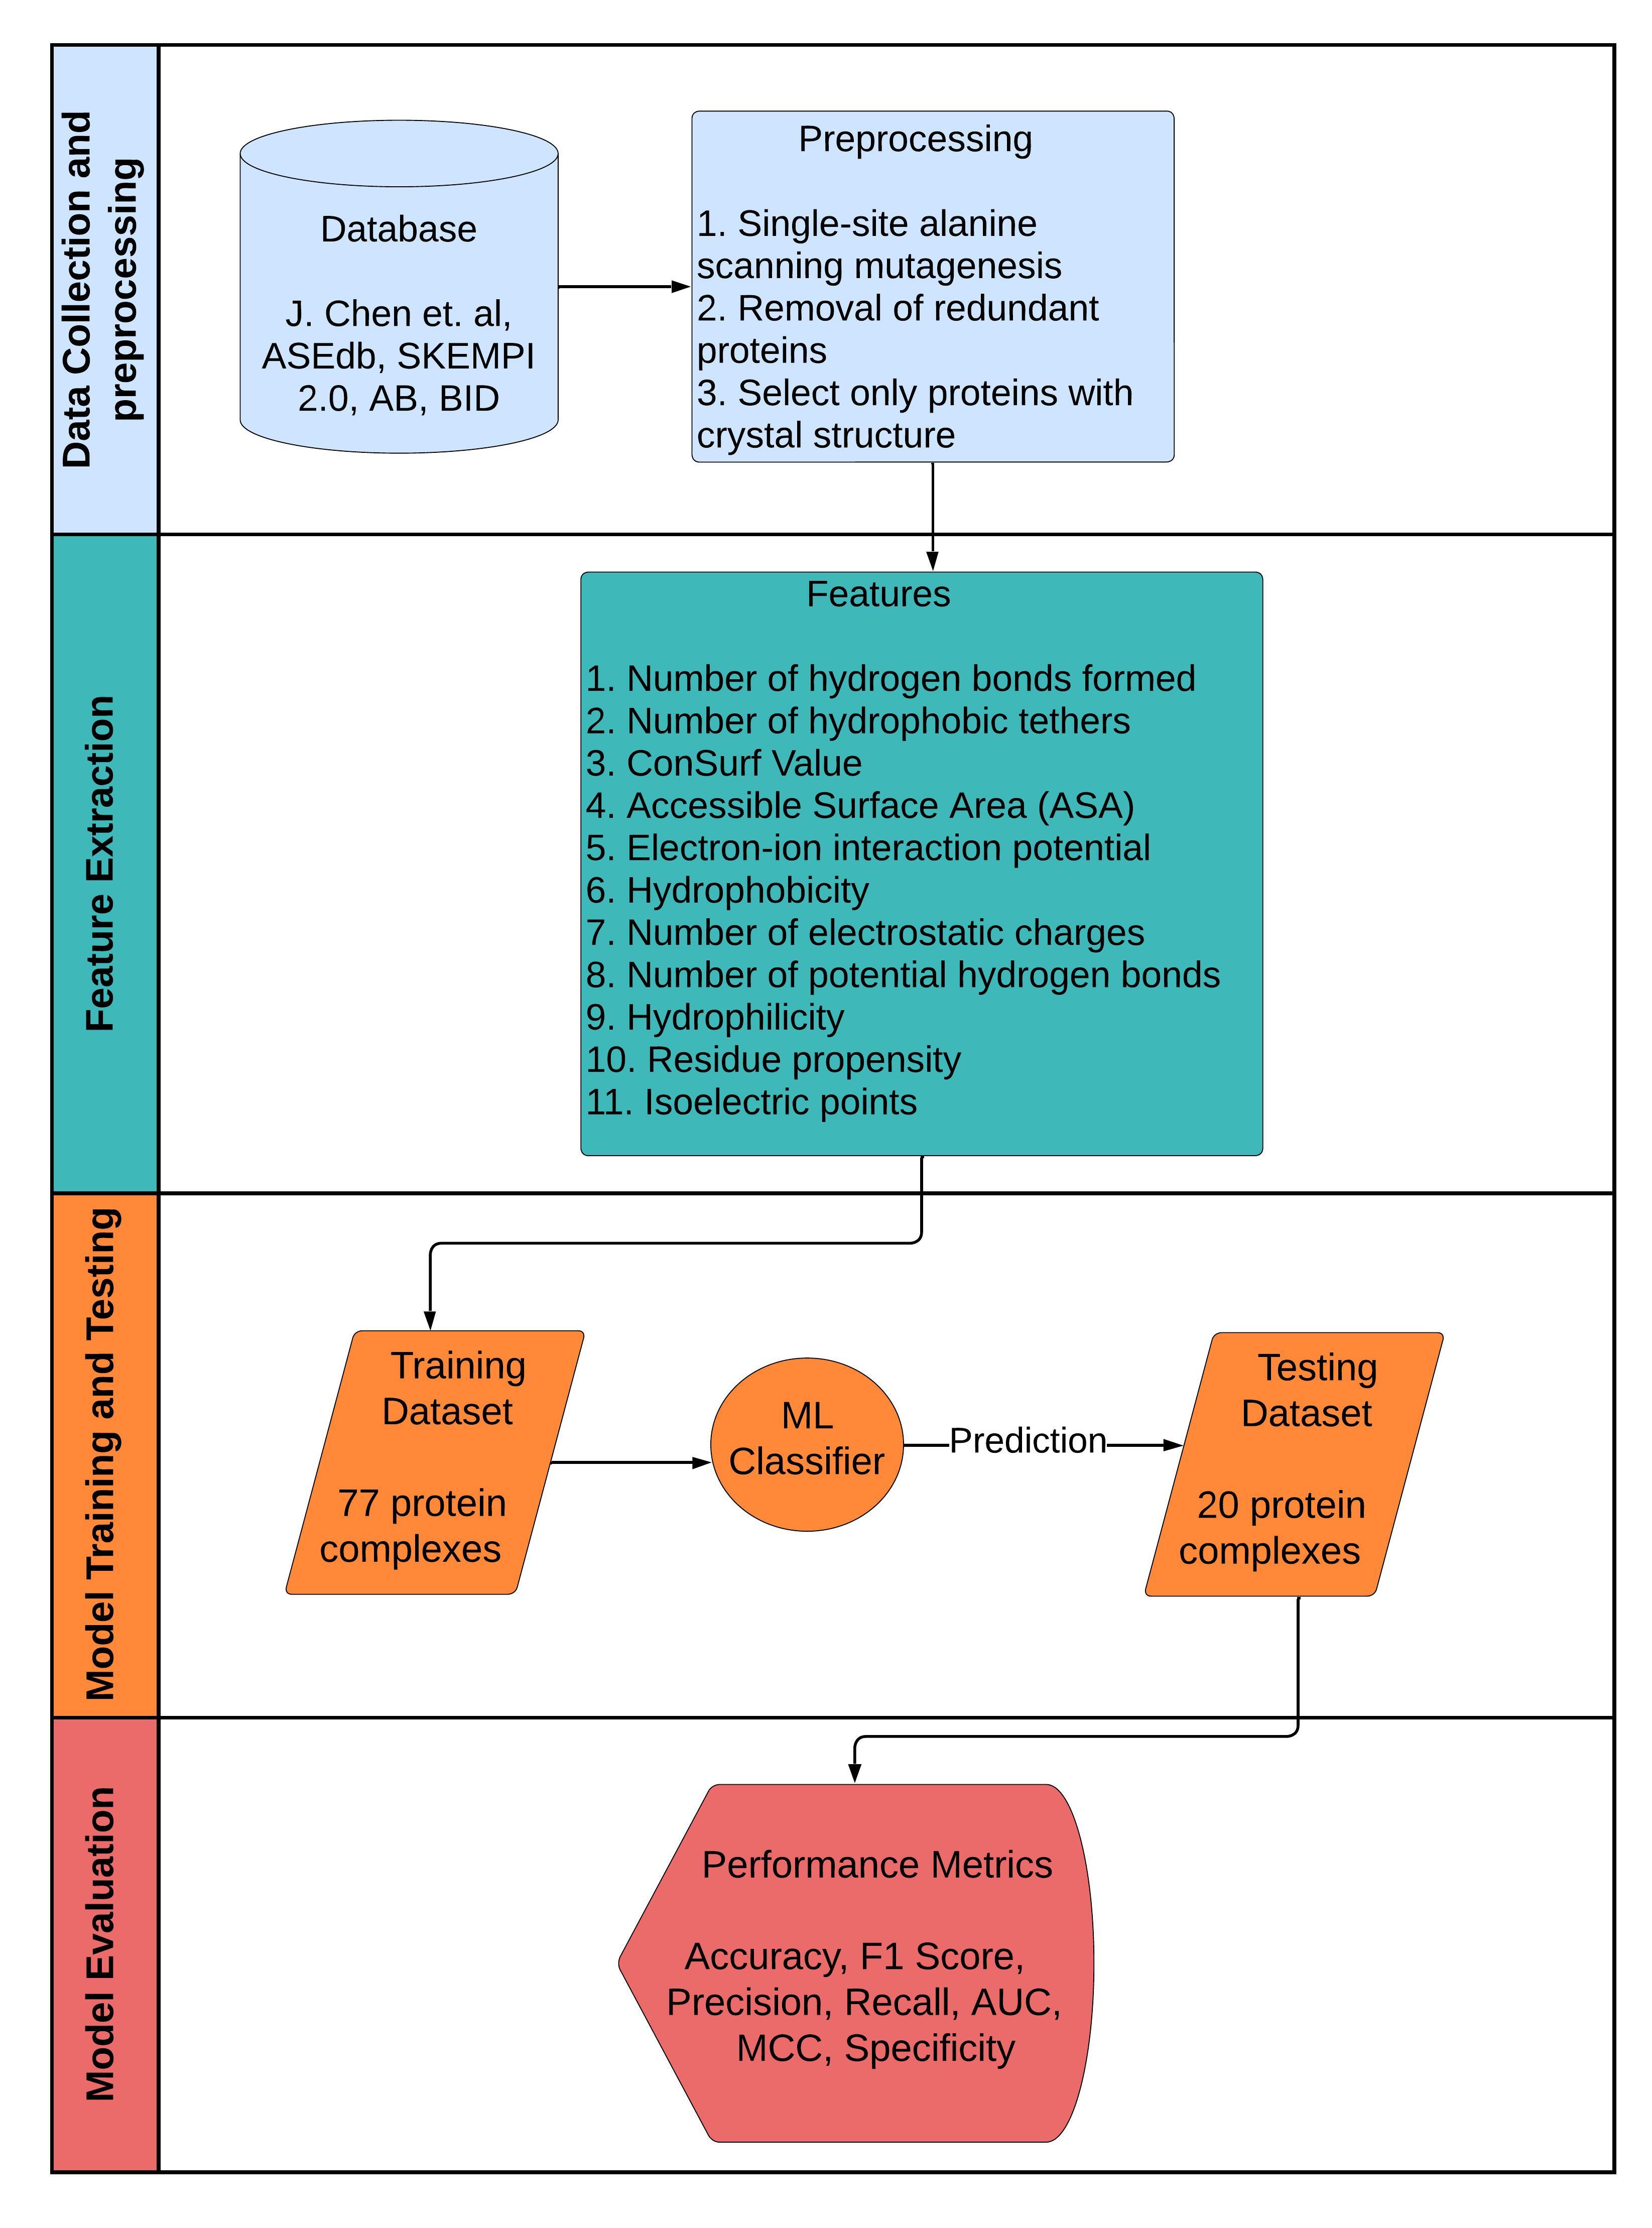 Data Collection and
preprocessing
Database
J. Chen et. al,
ASEdb, SKEMPI
2.0, AB, BID
Preprocessing
1. Single-site alanine
scanning mutagenesis
2. Removal of redundant
proteins
3. Select only proteins with
crystal structure
Feature Extraction
Features
1. Number of hydrogen bonds formed
2. Number of hydrophobic tethers
3. ConSurf Value
4. Accessible Surface Area (ASA)
5. Electron-ion interaction potential
6. Hydrophobicity
7. Number of electrostatic charges
8. Number of potential hydrogen bonds
9. Hydrophilicity
10. Residue propensity
11. Isoelectric points
Model Training and Testing
Training
Dataset
77 protein
complexes
ML
Classifier
Prediction
Testing
Dataset
20 protein
complexes
Model Evaluation
Performance Metrics
Accuracy, F1 Score,
Precision, Recall, AUC,
MCC, Specificity